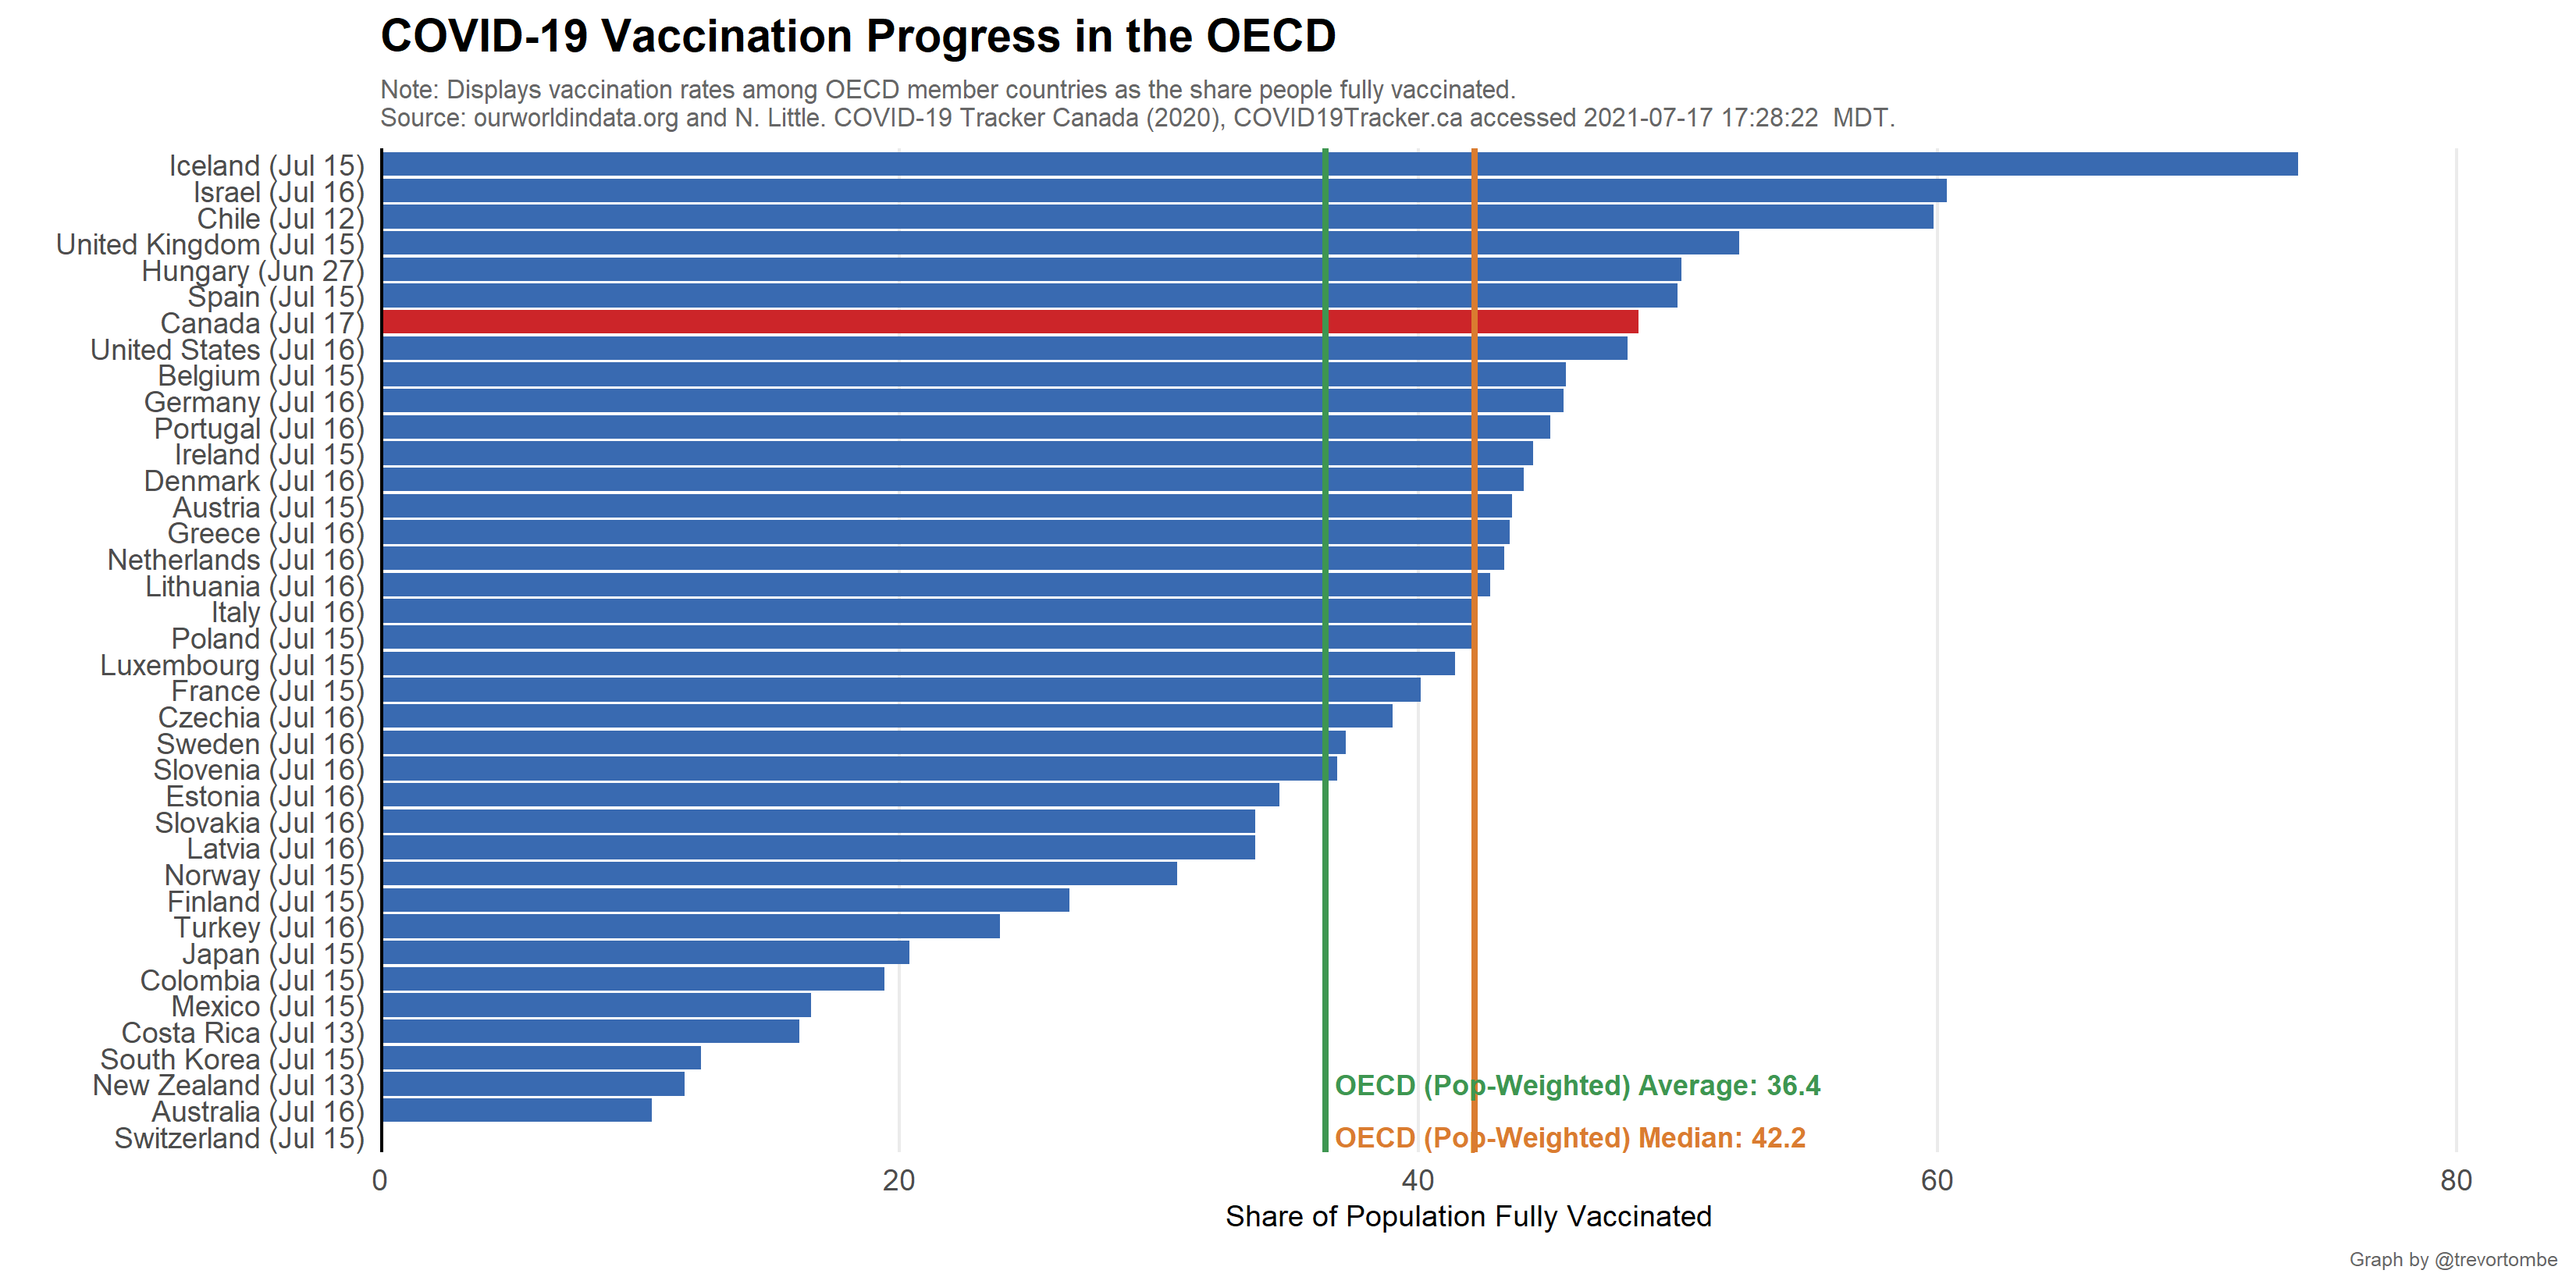 COVID-19 Vaccination Progress in the OECD
Note: Displays vaccination rates among OECD member countries as the share people fully vaccinated.
Source: ourworldindata.org and N. Little. COVID-19 Tracker Canada (2020), COVID19Tracker.ca accessed 2021-07-17 17:28:22  MDT.
Iceland (Jul 15)
Israel (Jul 16)
Chile (Jul 12)
United Kingdom (Jul 15)
Hungary (Jun 27)
Spain (Jul 15)
Canada (Jul 17)
United States (Jul 16)
Belgium (Jul 15)
Germany (Jul 16)
Portugal (Jul 16)
Ireland (Jul 15)
Denmark (Jul 16)
Austria (Jul 15)
Greece (Jul 16)
Netherlands (Jul 16)
Lithuania (Jul 16)
Italy (Jul 16)
Poland (Jul 15)
Luxembourg (Jul 15)
France (Jul 15)
Czechia (Jul 16)
Sweden (Jul 16)
Slovenia (Jul 16)
Estonia (Jul 16)
Slovakia (Jul 16)
Latvia (Jul 16)
Norway (Jul 15)
Finland (Jul 15)
Turkey (Jul 16)
Japan (Jul 15)
Colombia (Jul 15)
Mexico (Jul 15)
Costa Rica (Jul 13)
South Korea (Jul 15)
New Zealand (Jul 13)
Australia (Jul 16)
Switzerland (Jul 15)
OECD (Pop-Weighted) Average: 36.4
OECD (Pop-Weighted) Median: 42.2
0 20 40 60 80
Share of Population Fully Vaccinated
Graph by @trevortombe